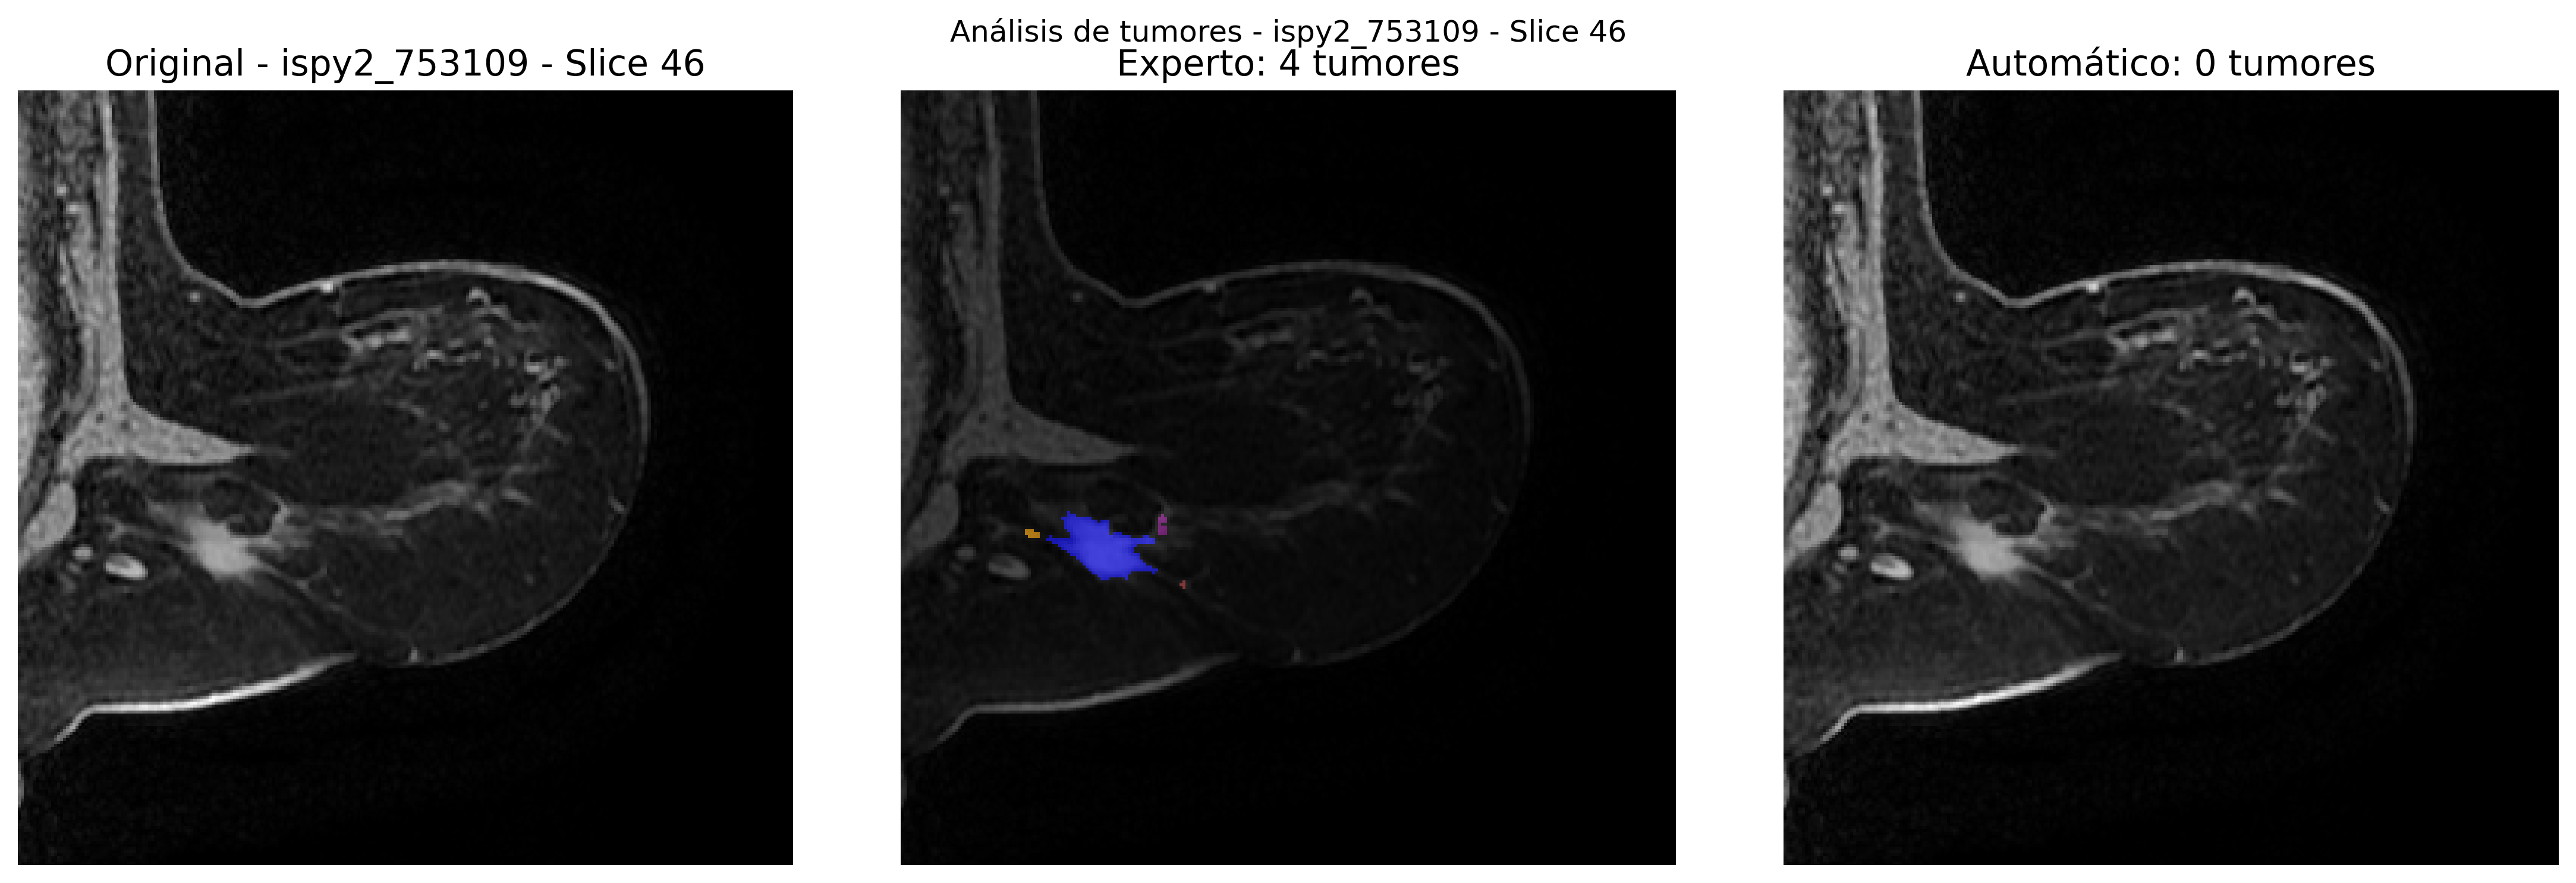 Análisis de tumores - ispy2_753109 - Slice 46
Original - ispy2_753109 - Slice 46
Experto: 4 tumores
Automático: 0 tumores